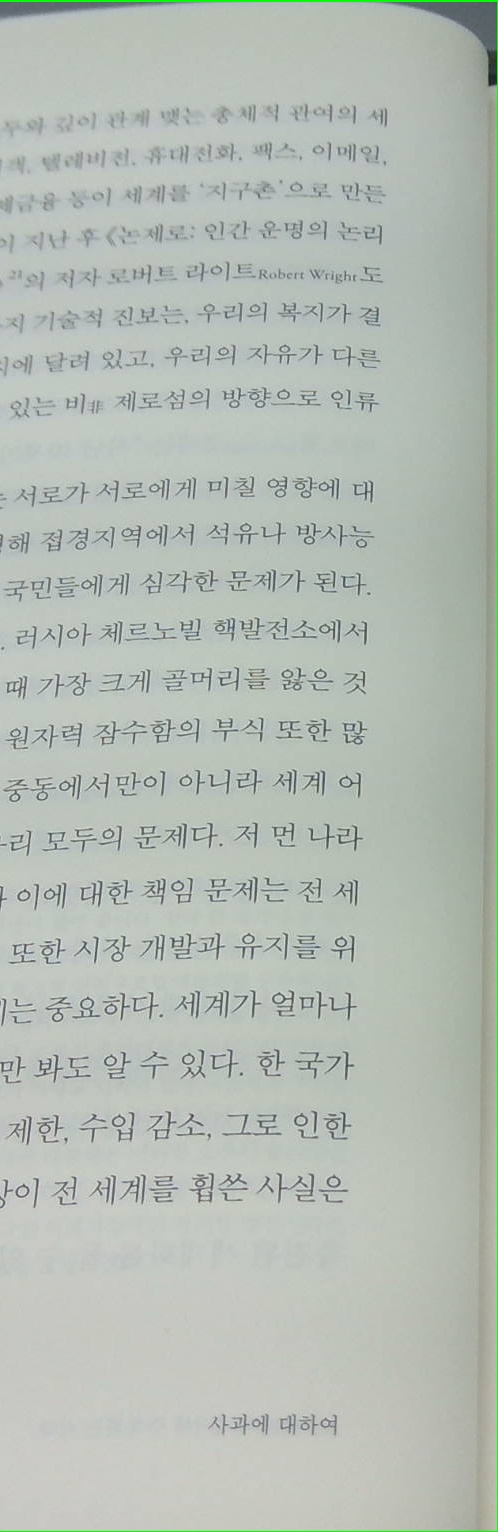 깊이 관계 맺는 총체적 관여의 세
텔레비전, 휴대전화, 팩스, 이메일,
등이 세계를 ‘지구촌’으로 만든
이 지난 후 《논제로: 인간 운명의 논리
21의 저자 로버트 라이트Robert Wright도
지 기술적 진보는, 우리의 복지가 결
에 달려 있고, 우리의 자유가 다른
있는 비非 제로섬의 방향으로 인류
서로가 서로에게 미칠 영향에 대
해 접경지역에서 석유나 방사능
국민들에게 심각한 문제가 된다.
. 러시아 체르노빌 핵발전소에서
때 가장 크게 골머리를 앓은 것
원자력 잠수함의 부식 또한 많
중동에서만이 아니라 세계 어
우리 모두의 문제다. 저 먼 나라
이에 대한 책임 문제는 전 세
또한 시장 개발과 유지를 위
는 중요하다. 세계가 얼마나
만 봐도 알 수 있다. 한 국가
제한, 수입 감소, 그로 인한
이 전 세계를 휩쓴 사실은
사과에 대하여